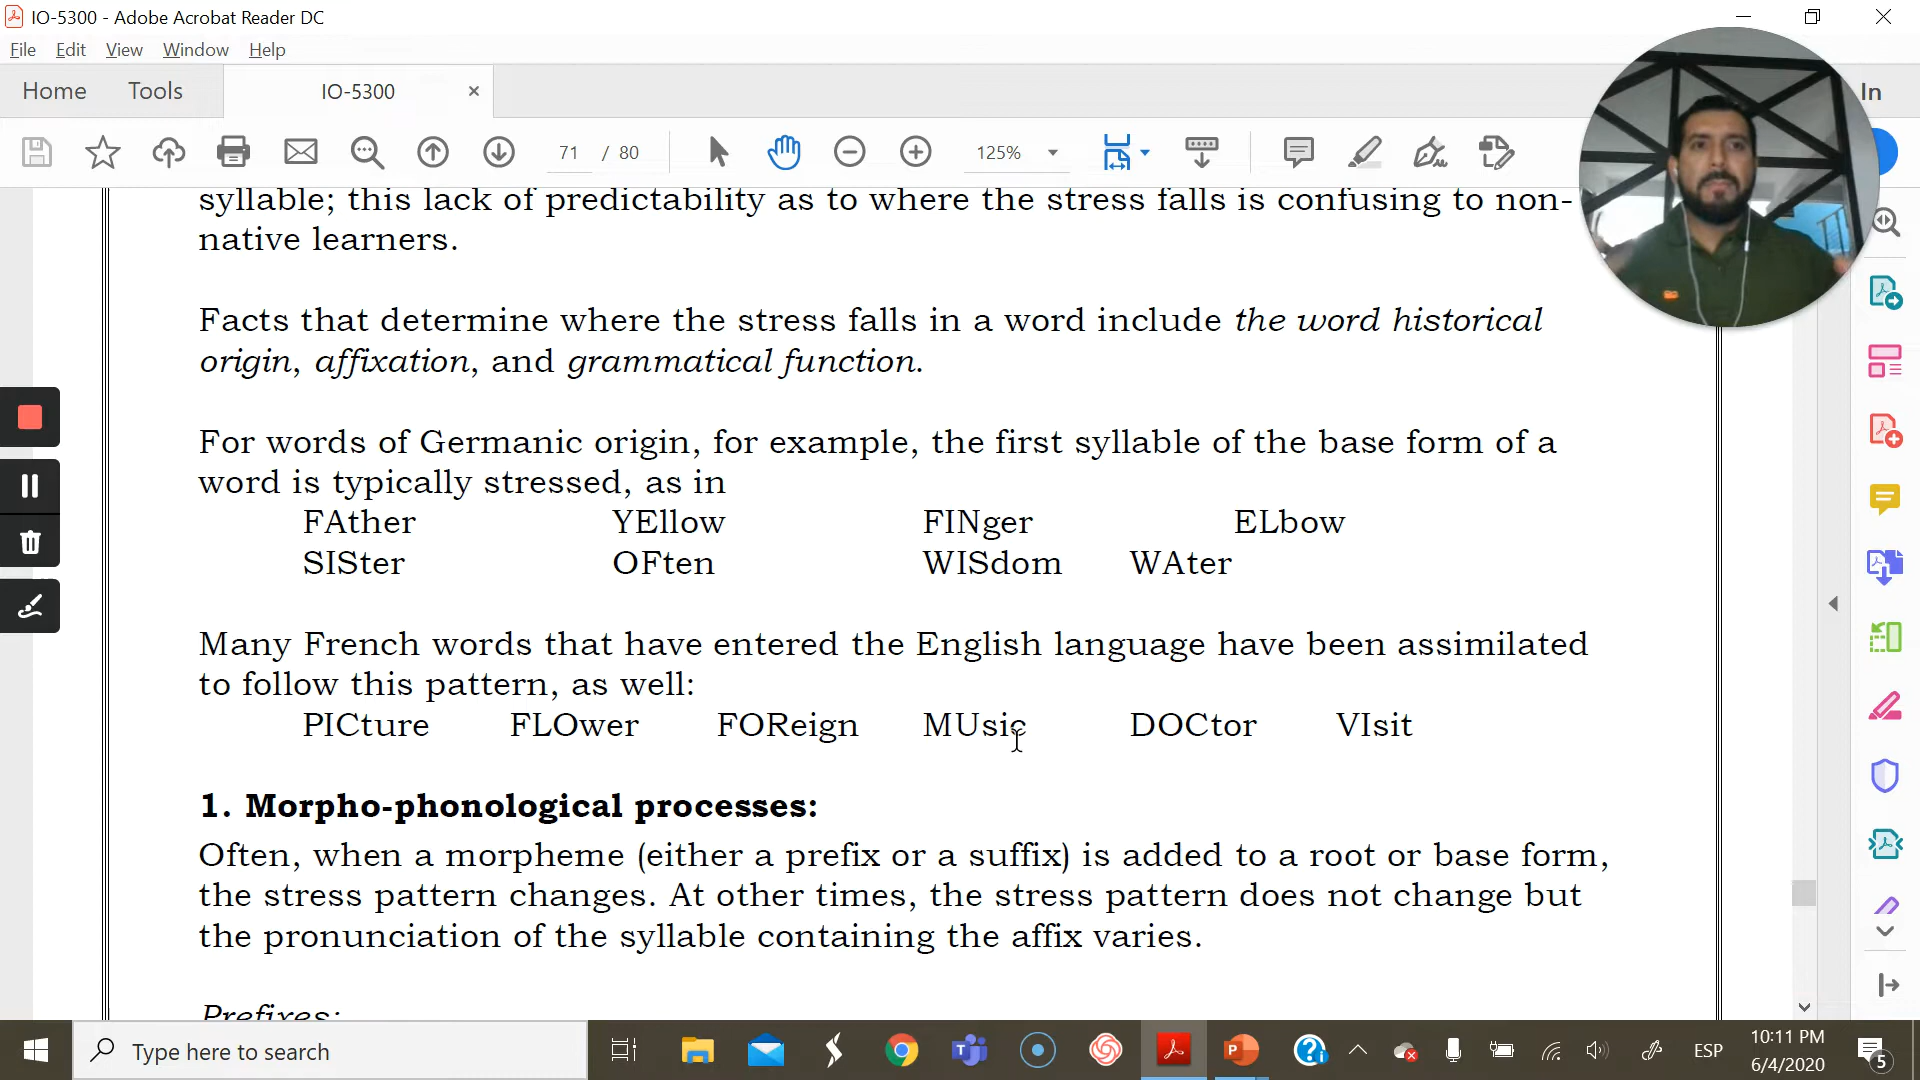 IO-5300 - Adobe Acrobat Reader DC
File Edit View Window Help
Home Tools IO-5300 × In
71 / 80 125%
syllable; this lack of predictability as to where the stress falls is confusing to non-
native learners.
Facts that determine where the stress falls in a word include the word historical
origin, affixation, and grammatical function.
For words of Germanic origin, for example, the first syllable of the base form of a
word is typically stressed, as in
FAther YEllow FINger ELbow
SISter OFten WISdom WAter
Many French words that have entered the English language have been assimilated
to follow this pattern, as well:
PICture FLOwer FOReign MUsic DOCtor VIsit
1. Morpho-phonological processes:
Often, when a morpheme (either a prefix or a suffix) is added to a root or base form,
the stress pattern changes. At other times, the stress pattern does not change but
the pronunciation of the syllable containing the affix varies.
Prefixes:
Type here to search
ESP
10:11 PM
6/4/2020
5